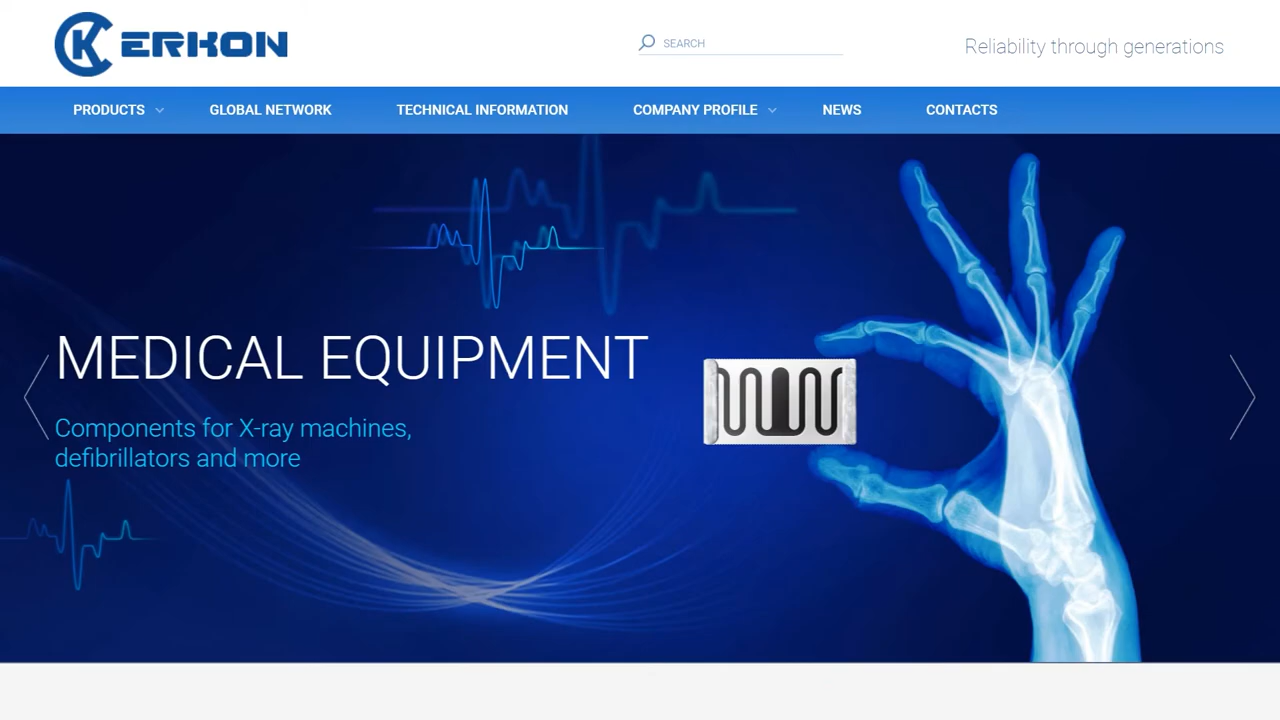 ERKON
SEARCH
Reliability through generations
PRODUCTS
GLOBAL NETWORK
TECHNICAL INFORMATION
COMPANY PROFILE
NEWS
CONTACTS
MEDICAL EQUIPMENT
Components for X-ray machines,
defibrillators and more